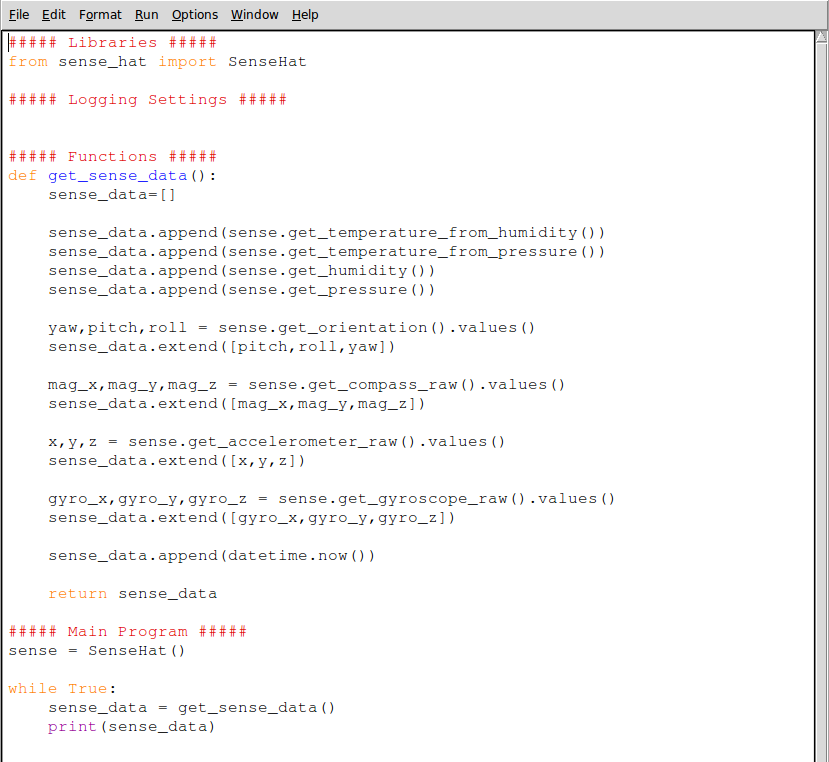 File Edit Format Run Options Window Help
##### Libraries #####
from sense_hat import SenseHat
##### Logging Settings #####
##### Functions #####
def get_sense_data():
    sense_data=[]
    sense_data.append(sense.get_temperature_from_humidity())
    sense_data.append(sense.get_temperature_from_pressure())
    sense_data.append(sense.get_humidity())
    sense_data.append(sense.get_pressure())
    yaw,pitch,roll = sense.get_orientation().values()
    sense_data.extend([pitch,roll,yaw])
    mag_x,mag_y,mag_z = sense.get_compass_raw().values()
    sense_data.extend([mag_x,mag_y,mag_z])
    x,y,z = sense.get_accelerometer_raw().values()
    sense_data.extend([x,y,z])
    gyro_x,gyro_y,gyro_z = sense.get_gyroscope_raw().values()
    sense_data.extend([gyro_x,gyro_y,gyro_z])
    sense_data.append(datetime.now())
    return sense_data
##### Main Program #####
sense = SenseHat()
while True:
    sense_data = get_sense_data()
    print(sense_data)